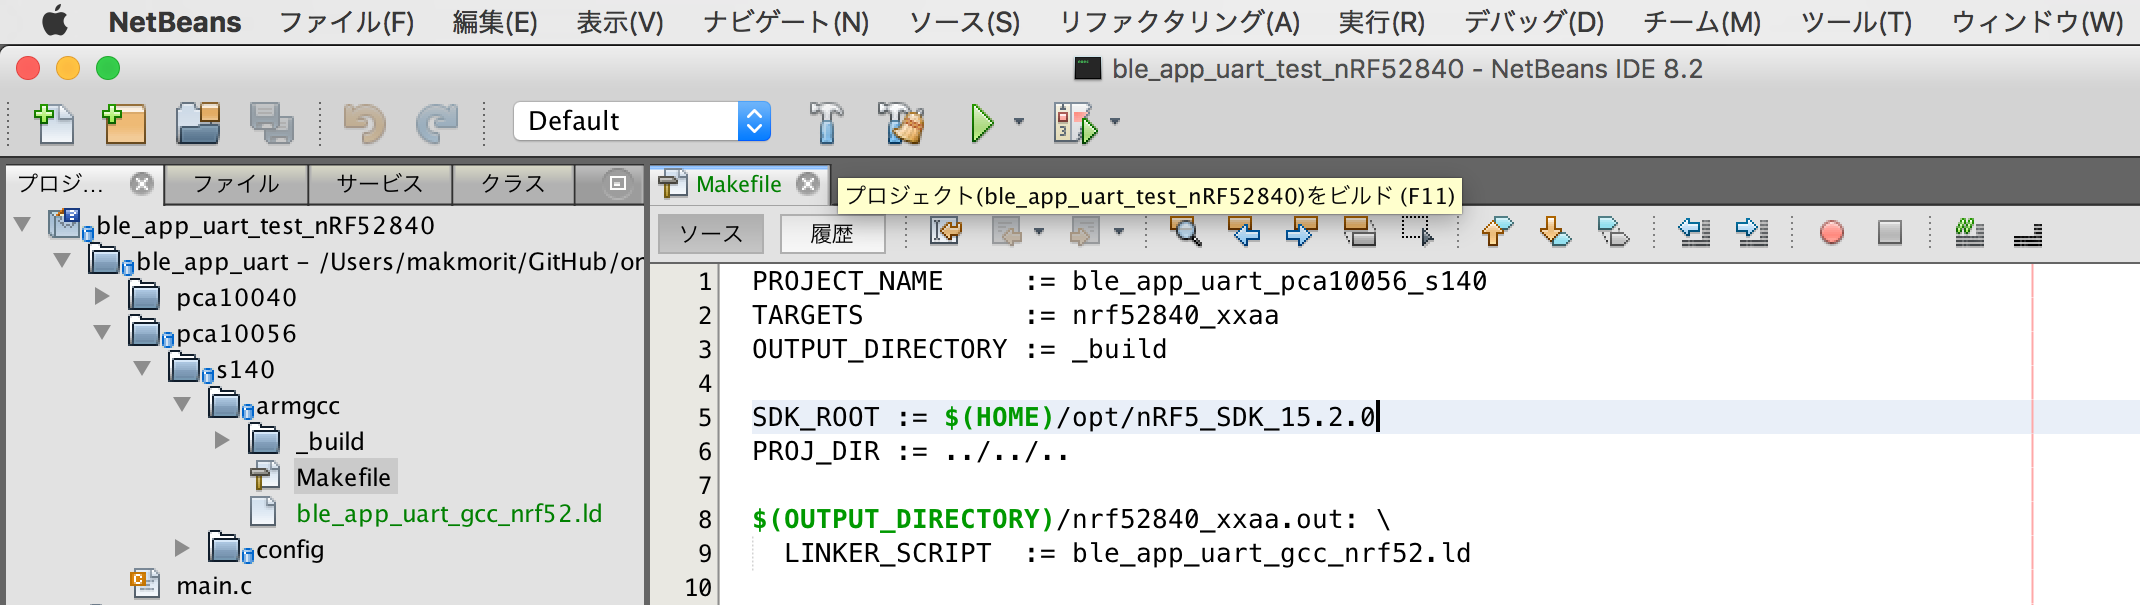 NetBeans ファイル(F) 編集(E) 表示(V) ナビゲート(N) ソース(S) リファクタリング(A) 実行(R) デバッグ(D) チーム(M) ツール(T) ウィンドウ(W)
ble_app_uart_test_nRF52840 - NetBeans IDE 8.2
Default
プロジ... ファイル サービス クラス
Makefile
プロジェクト(ble_app_uart_test_nRF52840)をビルド (F11)
ソース 履歴
ble_app_uart_test_nRF52840
ble_app_uart – /Users/makmorit/GitHub/or
pca10040
pca10056
s140
armgcc
_build
Makefile
ble_app_uart_gcc_nrf52.ld
config
main.c
1 PROJECT_NAME     := ble_app_uart_pca10056_s140
2 TARGETS          := nrf52840_xxaa
3 OUTPUT_DIRECTORY := _build
4
5 SDK_ROOT := $(HOME)/opt/nRF5_SDK_15.2.0
6 PROJ_DIR := ../../..
7
8 $(OUTPUT_DIRECTORY)/nrf52840_xxaa.out: \
9   LINKER_SCRIPT  := ble_app_uart_gcc_nrf52.ld
10